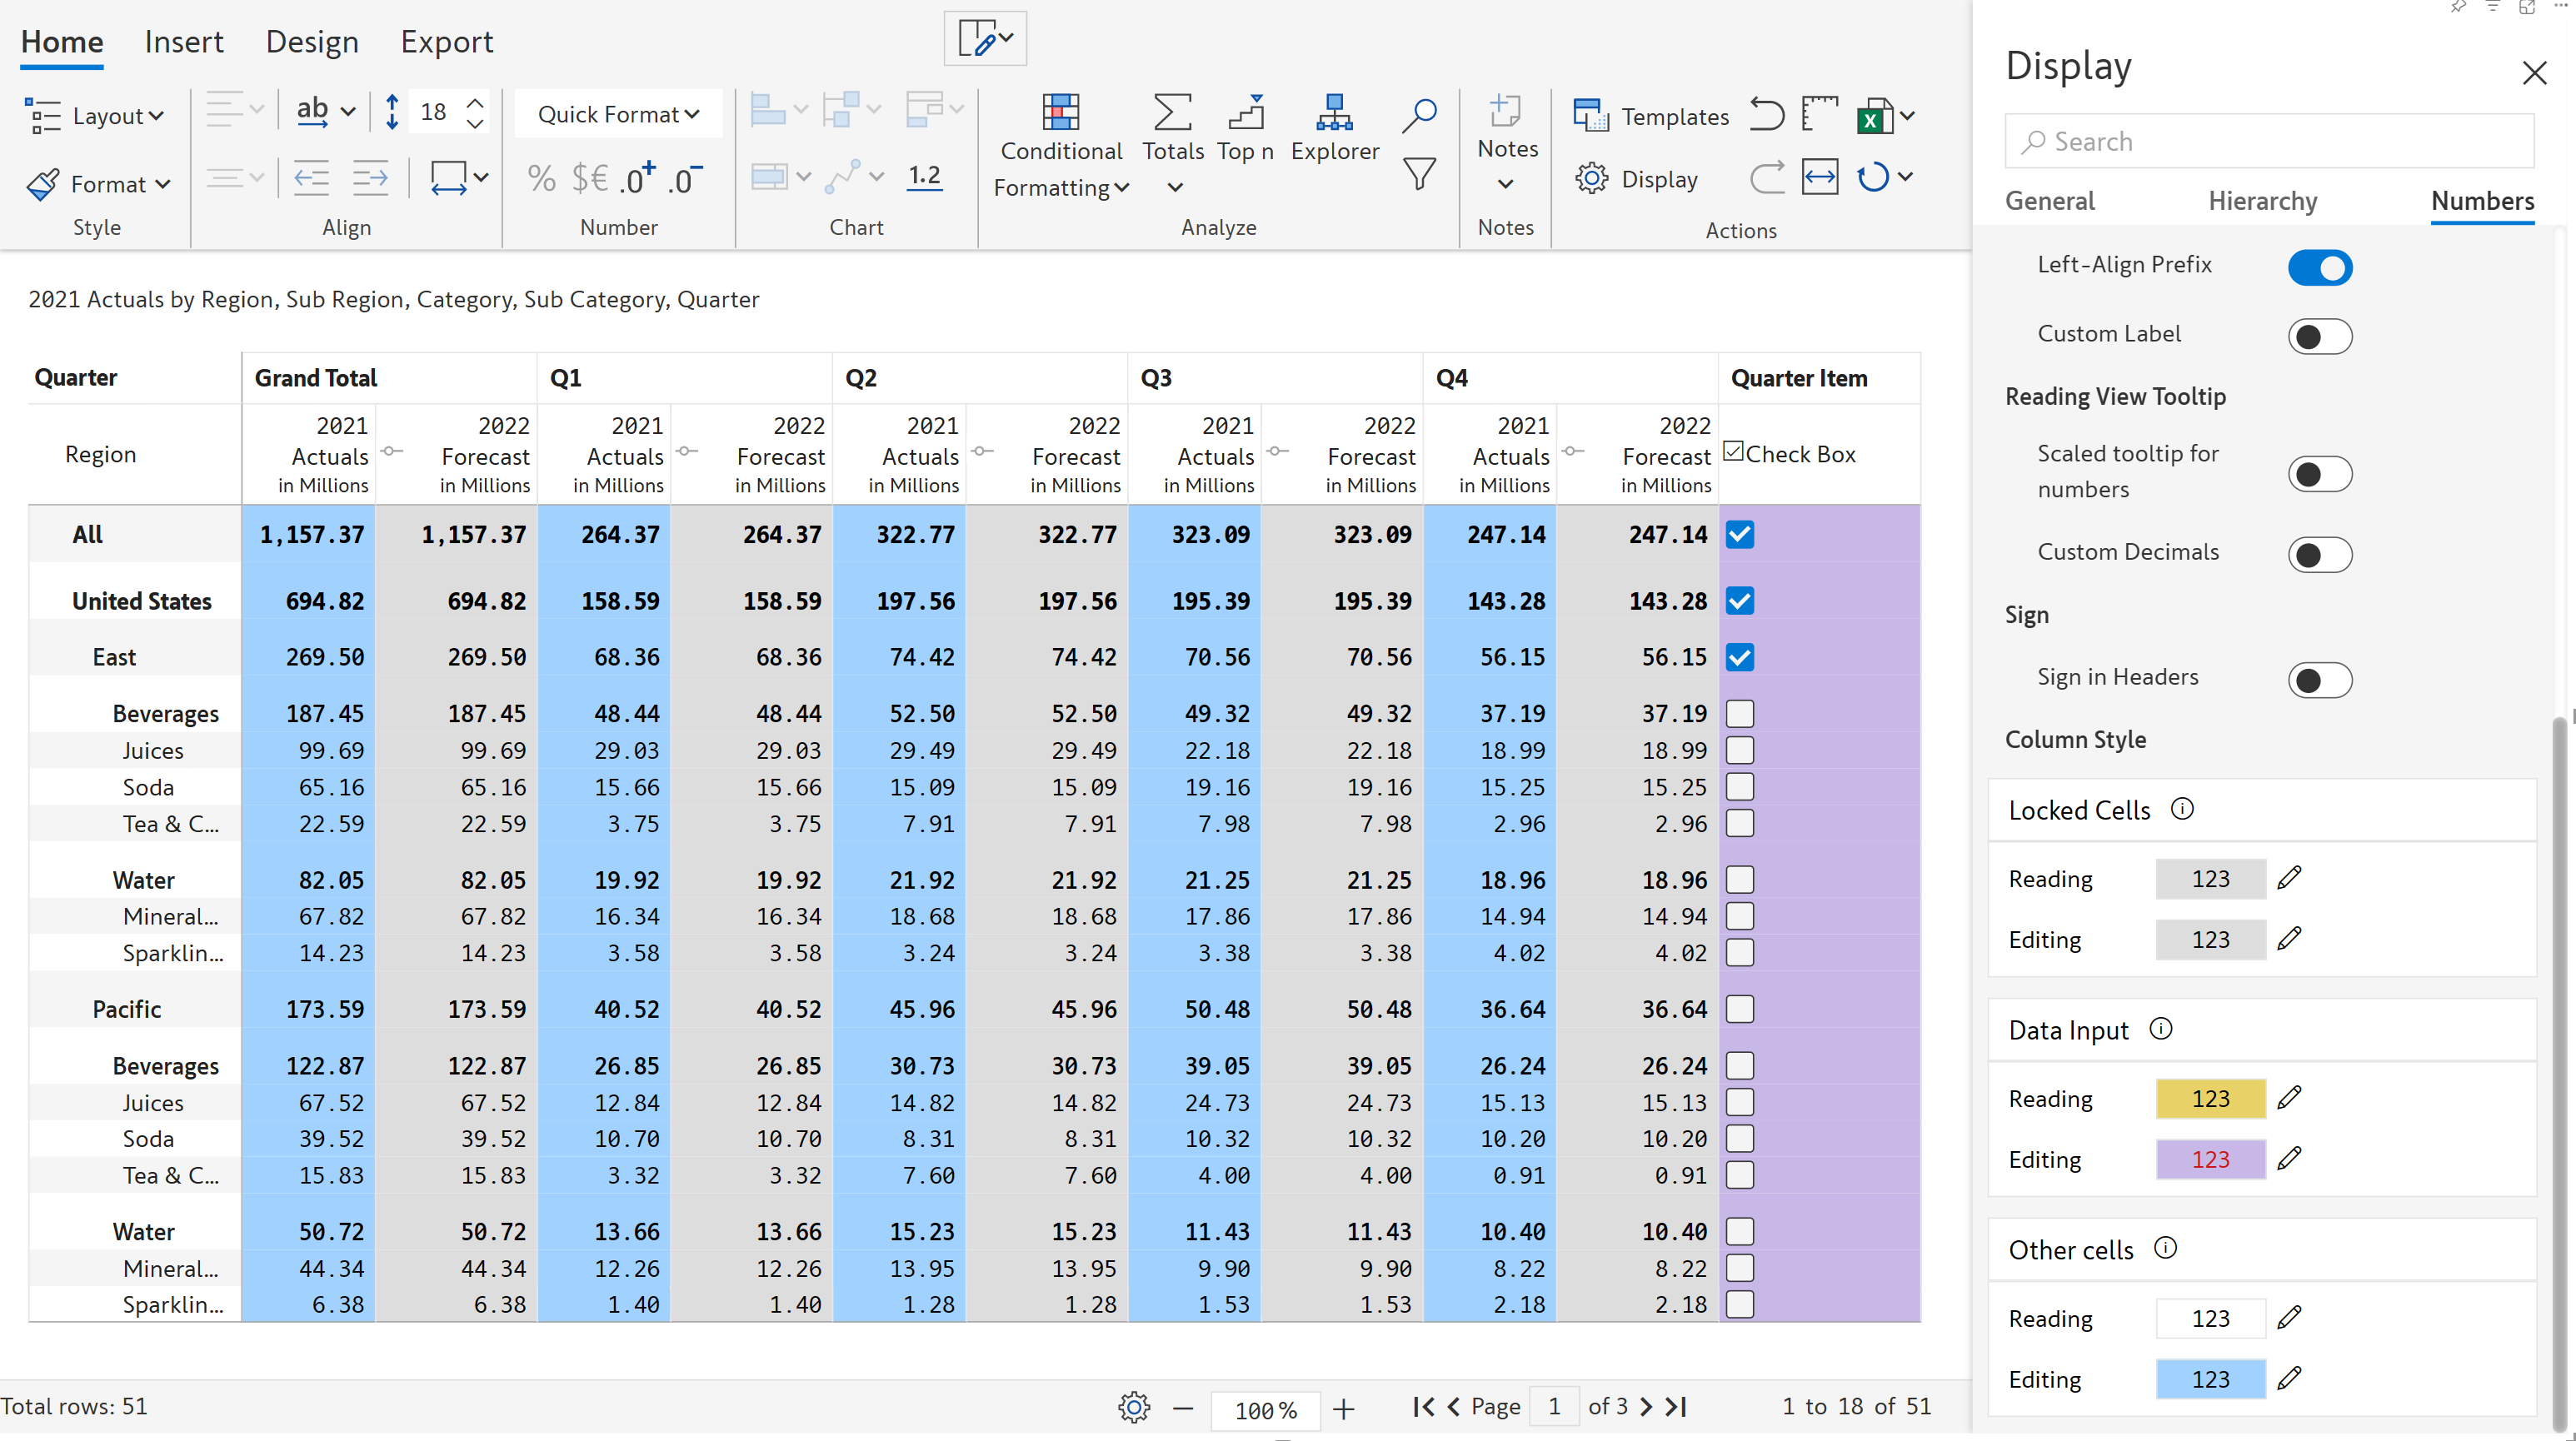 Home Insert Design Export
Layout ab 18 Quick Format Conditional Formatting Totals Top n Explorer Notes Templates
Format % $€ .0+ .0- 1.2 Display
Style Align Number Chart Analyze Notes Actions
2021 Actuals by Region, Sub Region, Category, Sub Category, Quarter
Quarter Grand Total Q1 Q2 Q3 Q4 Quarter Item
2021 2022 2021 2022 2021 2022 2021 2022 2021 2022
Region Actuals Forecast Actuals Forecast Actuals Forecast Actuals Forecast Actuals Forecast Check Box
in Millions in Millions in Millions in Millions in Millions in Millions in Millions in Millions in Millions in Millions
All 1,157.37 1,157.37 264.37 264.37 322.77 322.77 323.09 323.09 247.14 247.14
United States 694.82 694.82 158.59 158.59 197.56 197.56 195.39 195.39 143.28 143.28
East 269.50 269.50 68.36 68.36 74.42 74.42 70.56 70.56 56.15 56.15
Beverages 187.45 187.45 48.44 48.44 52.50 52.50 49.32 49.32 37.19 37.19
Juices 99.69 99.69 29.03 29.03 29.49 29.49 22.18 22.18 18.99 18.99
Soda 65.16 65.16 15.66 15.66 15.09 15.09 19.16 19.16 15.25 15.25
Tea & C... 22.59 22.59 3.75 3.75 7.91 7.91 7.98 7.98 2.96 2.96
Water 82.05 82.05 19.92 19.92 21.92 21.92 21.25 21.25 18.96 18.96
Mineral... 67.82 67.82 16.34 16.34 18.68 18.68 17.86 17.86 14.94 14.94
Sparklin... 14.23 14.23 3.58 3.58 3.24 3.24 3.38 3.38 4.02 4.02
Pacific 173.59 173.59 40.52 40.52 45.96 45.96 50.48 50.48 36.64 36.64
Beverages 122.87 122.87 26.85 26.85 30.73 30.73 39.05 39.05 26.24 26.24
Juices 67.52 67.52 12.84 12.84 14.82 14.82 24.73 24.73 15.13 15.13
Soda 39.52 39.52 10.70 10.70 8.31 8.31 10.32 10.32 10.20 10.20
Tea & C... 15.83 15.83 3.32 3.32 7.60 7.60 4.00 4.00 0.91 0.91
Water 50.72 50.72 13.66 13.66 15.23 15.23 11.43 11.43 10.40 10.40
Mineral... 44.34 44.34 12.26 12.26 13.95 13.95 9.90 9.90 8.22 8.22
Sparklin... 6.38 6.38 1.40 1.40 1.28 1.28 1.53 1.53 2.18 2.18
Total rows: 51 100% Page 1 of 3 1 to 18 of 51
Display
Search
General Hierarchy Numbers
Left-Align Prefix
Custom Label
Reading View Tooltip
Scaled tooltip for
numbers
Custom Decimals
Sign
Sign in Headers
Column Style
Locked Cells
Reading 123
Editing 123
Data Input
Reading 123
Editing 123
Other cells
Reading 123
Editing 123